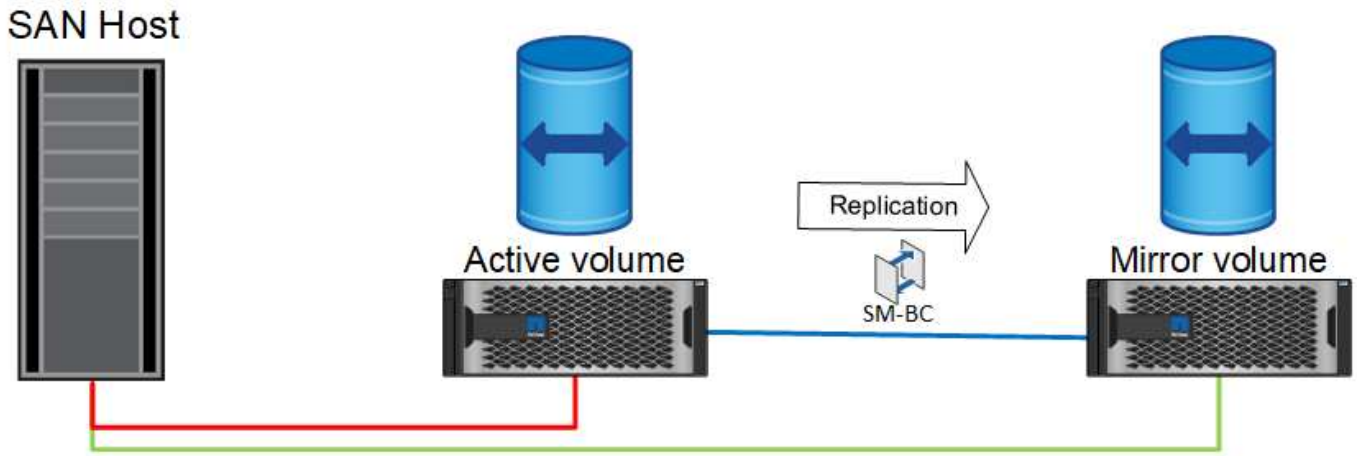 SAN Host
Replication
Active volume
Mirror volume
SM-BC